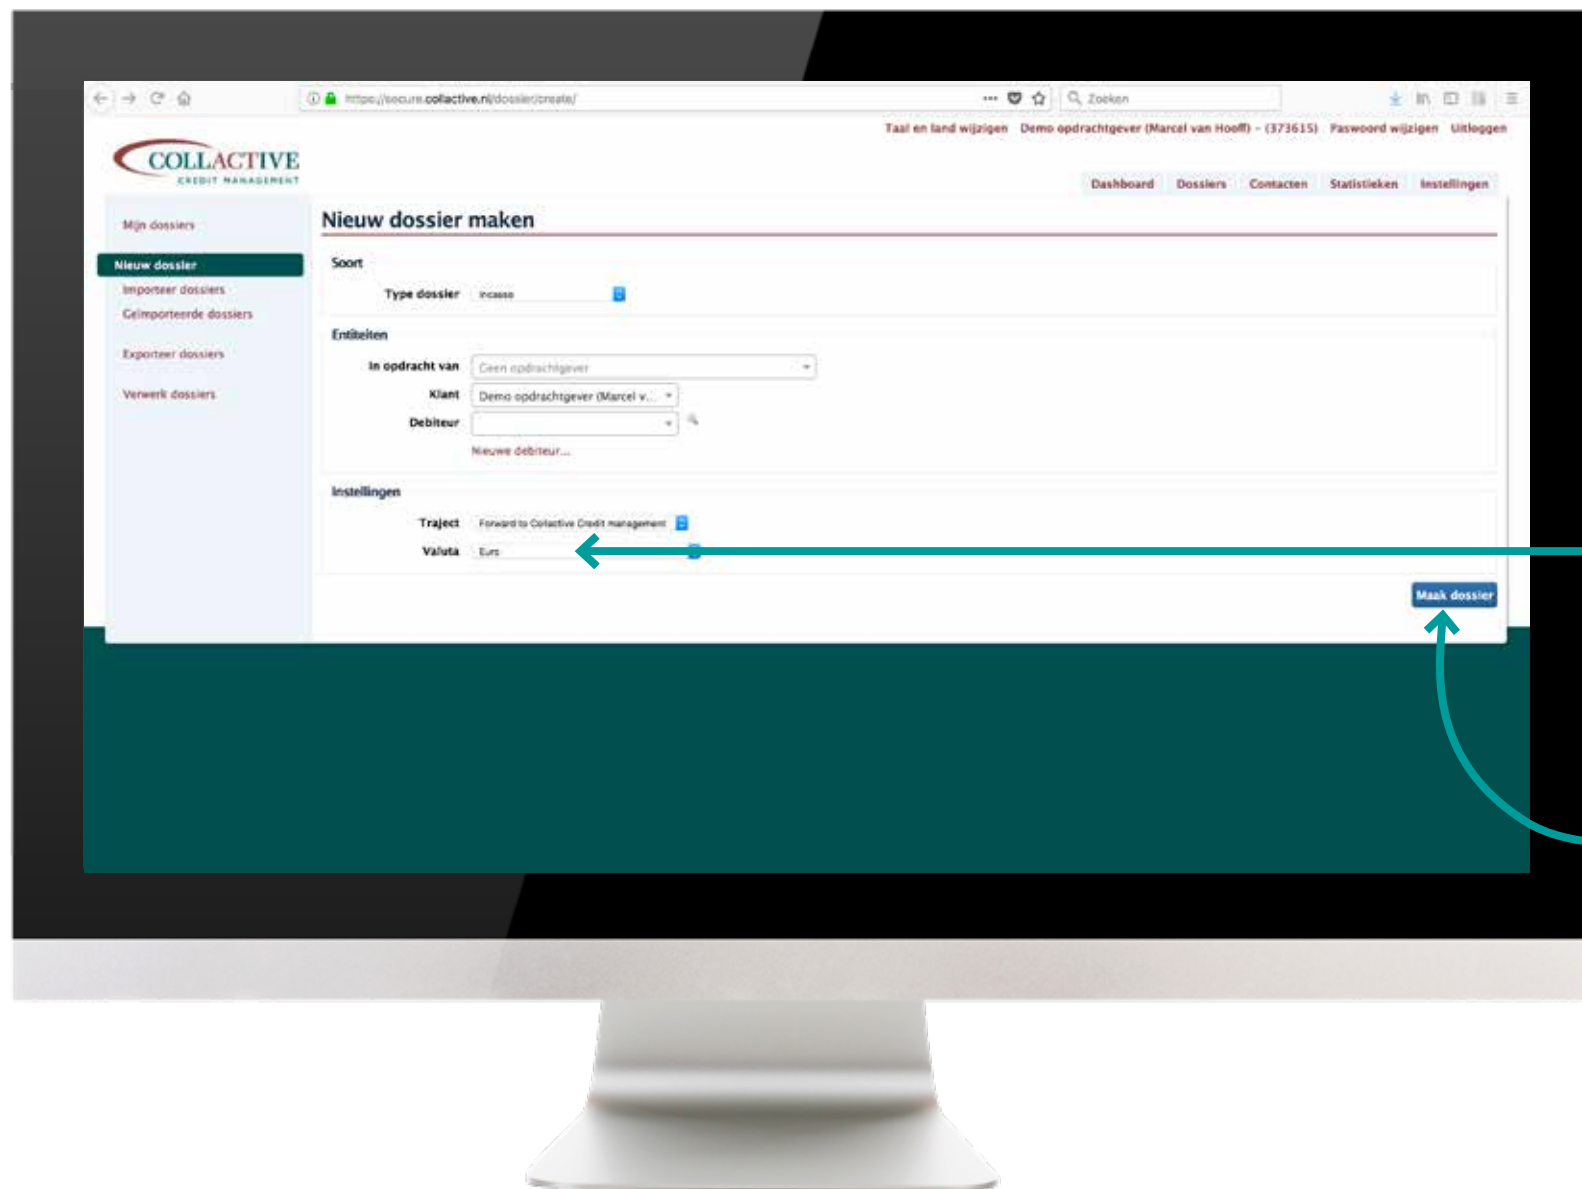 https://secure.collactive.nl/dossier/create/
Zoeken
Taal en land wijzigen Demo opdrachtgever (Marcel van Hooff) - (373615) Paswoord wijzigen Uitloggen
COLLACTIVE
CREDIT MANAGEMENT
Dashboard Dossiers Contacten Statistieken Instellingen
Mijn dossiers
Nieuw dossier
Importeer dossiers
Geïmporteerde dossiers
Exporteer dossiers
Verwerk dossiers
Nieuw dossier maken
Soort
Type dossier Incasso
Entiteiten
In opdracht van Geen opdrachtgever
Klant Demo opdrachtgever (Marcel v...
Debiteur
Nieuwe debiteur...
Instellingen
Traject Forward to Collactive Credit management
Valuta Euro
Maak dossier